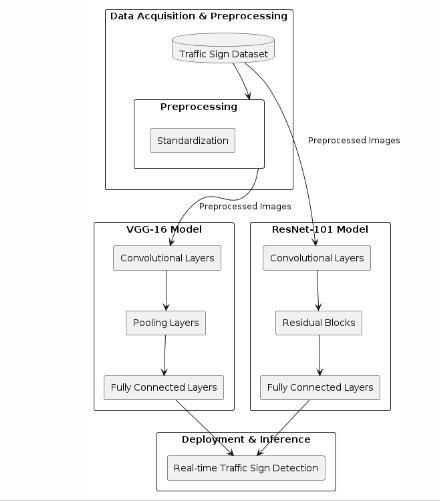 Data Acquisition & Preprocessing
Traffic Sign Dataset
Preprocessing
Standardization
Preprocessed Images
Preprocessed Images
VGG-16 Model
ResNet-101 Model
Convolutional Layers
Convolutional Layers
Pooling Layers
Residual Blocks
Fully Connected Layers
Fully Connected Layers
Deployment & Inference
Real-time Traffic Sign Detection